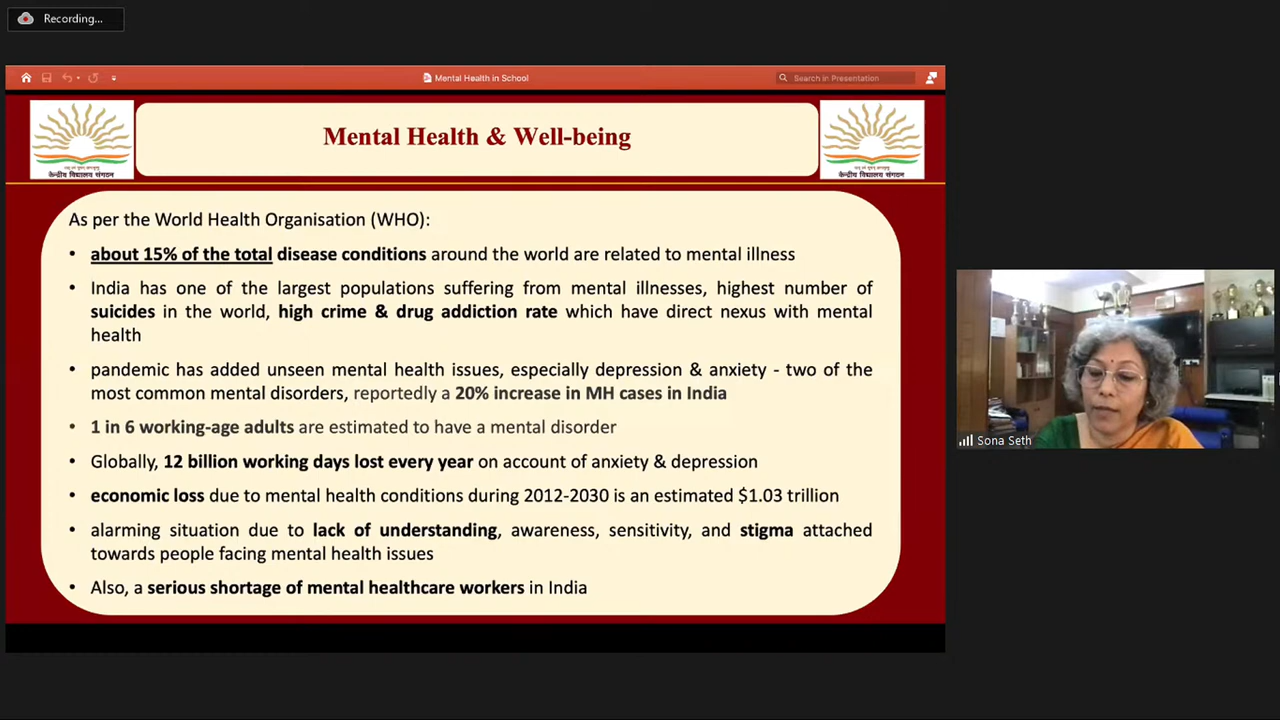 Recording...
Mental Health in School
Search in Presentation
Mental Health & Well-being
केन्द्रीय विद्यालय संगठन
केन्द्रीय विद्यालय संगठन
As per the World Health Organisation (WHO):
• about 15% of the total disease conditions around the world are related to mental illness
• India has one of the largest populations suffering from mental illnesses, highest number of
suicides in the world, high crime & drug addiction rate which have direct nexus with mental
health
• pandemic has added unseen mental health issues, especially depression & anxiety - two of the
most common mental disorders, reportedly a 20% increase in MH cases in India
• 1 in 6 working-age adults are estimated to have a mental disorder
• Globally, 12 billion working days lost every year on account of anxiety & depression
• economic loss due to mental health conditions during 2012-2030 is an estimated $1.03 trillion
• alarming situation due to lack of understanding, awareness, sensitivity, and stigma attached
towards people facing mental health issues
• Also, a serious shortage of mental healthcare workers in India
Sona Seth